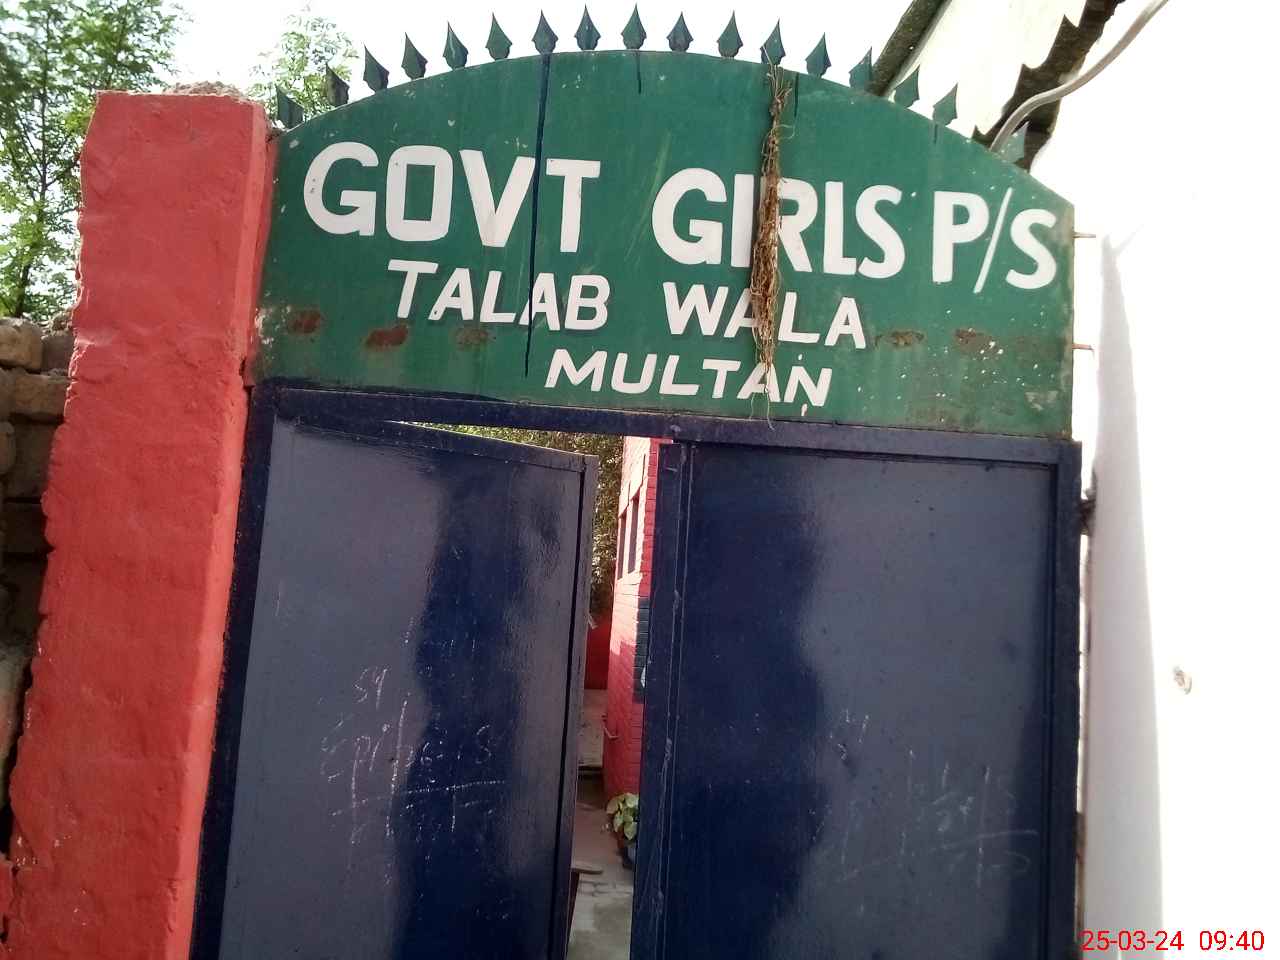 GOVT GIRLS P/S
TALAB WALA
MULTAN
25-03-24 09:40